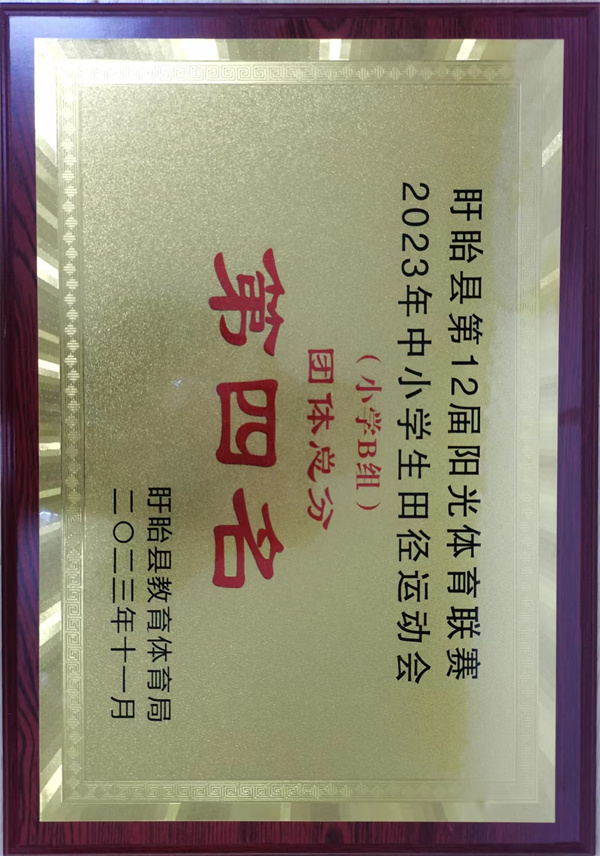 盱眙县第12届阳光体育联赛
2023年中小学生田径运动会
（小学B组）
团体总分
第四名
盱眙县教育体育局
二〇二三年十一月